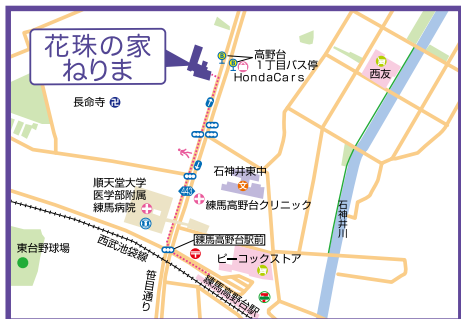 花珠の家
ねりま
高野台
1丁目バス停
HondaCars
西友
長命寺
石神井東中
順天堂大学
医学部附属
練馬病院
練馬高野台クリニック
石神井川
練馬高野台駅前
西武池袋線
ピーコックストア
東台野球場
笹目通り
練馬高野台駅
443